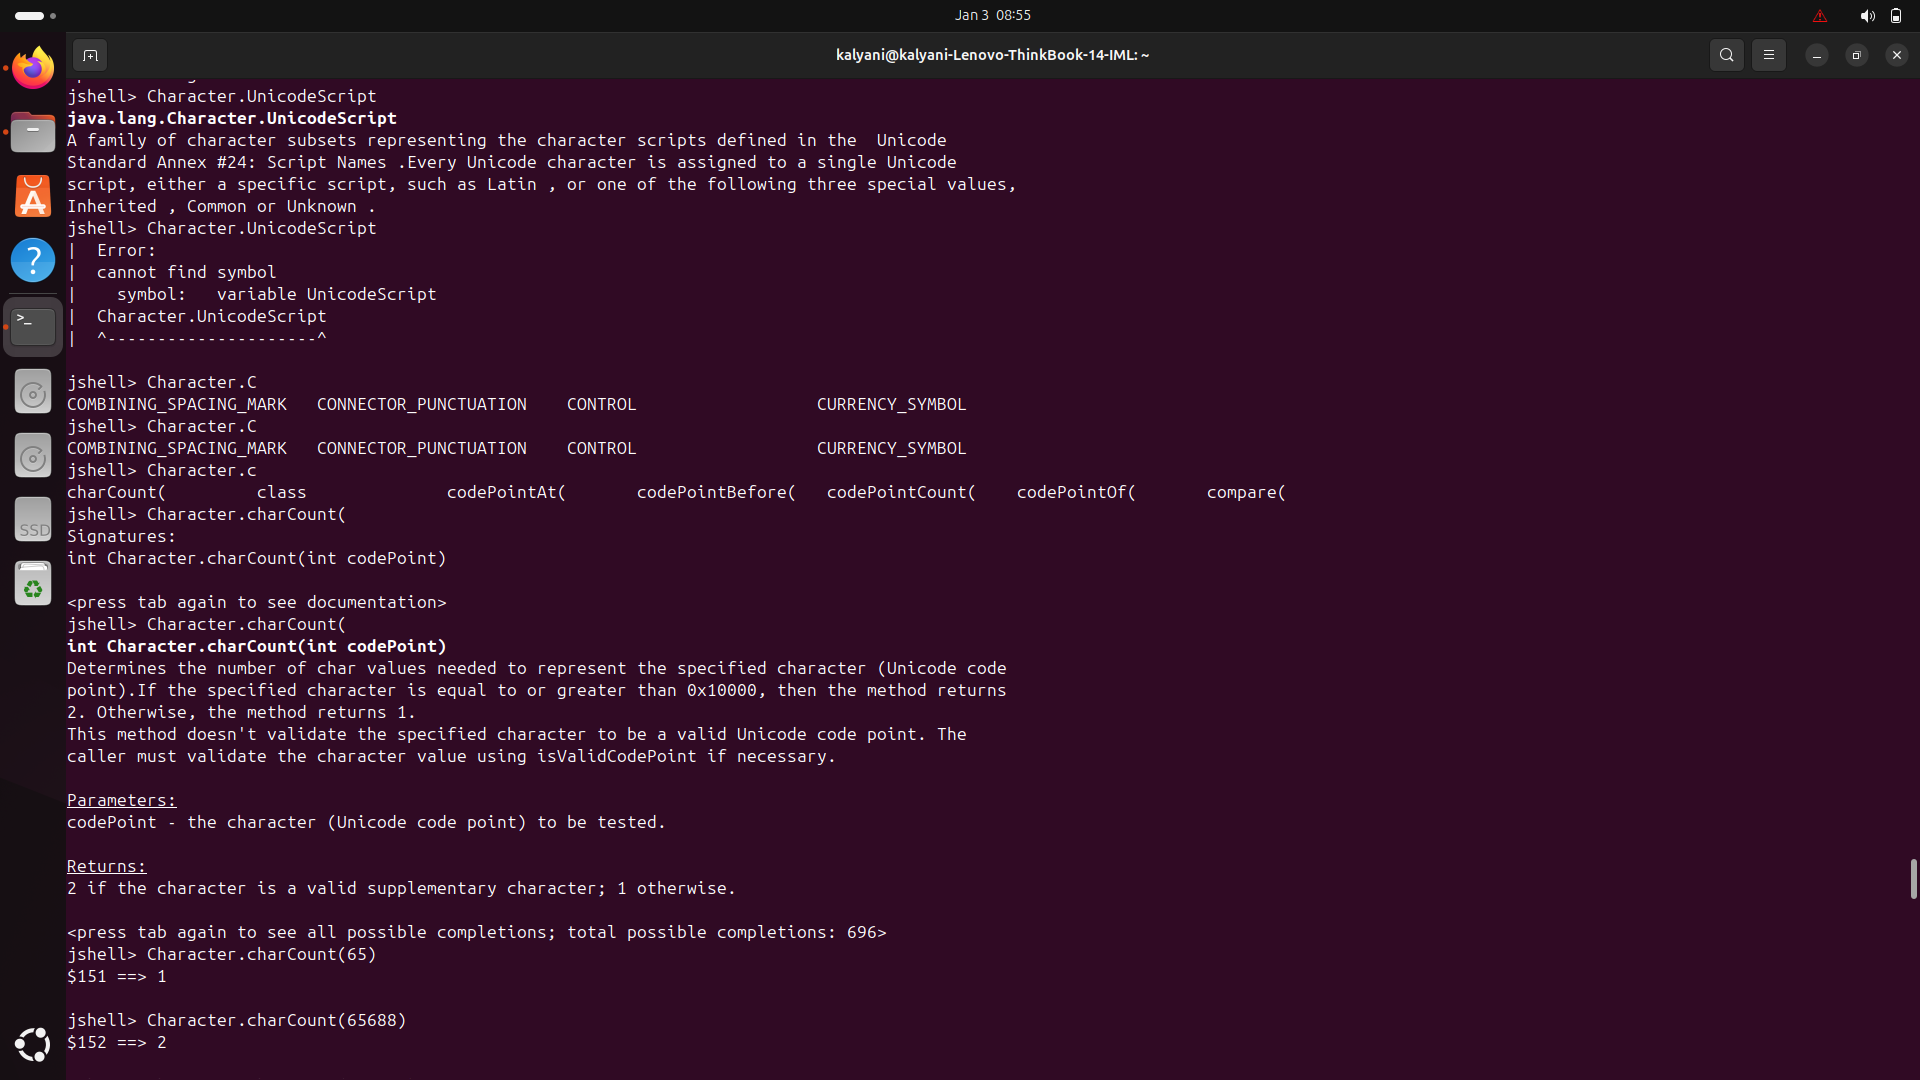 Jan 3 08:55
kalyani@kalyani-Lenovo-ThinkBook-14-IML: ~
jshell> Character.UnicodeScript
java.lang.Character.UnicodeScript
A family of character subsets representing the character scripts defined in the  Unicode
Standard Annex #24: Script Names .Every Unicode character is assigned to a single Unicode
script, either a specific script, such as Latin , or one of the following three special values,
Inherited , Common or Unknown .
jshell> Character.UnicodeScript
|  Error:
|  cannot find symbol
|    symbol:   variable UnicodeScript
|  Character.UnicodeScript
|  ^---------------------^
jshell> Character.C
COMBINING_SPACING_MARK   CONNECTOR_PUNCTUATION    CONTROL                  CURRENCY_SYMBOL
jshell> Character.C
COMBINING_SPACING_MARK   CONNECTOR_PUNCTUATION    CONTROL                  CURRENCY_SYMBOL
jshell> Character.c
charCount(         class              codePointAt(       codePointBefore(   codePointCount(    codePointOf(       compare(
jshell> Character.charCount(
Signatures:
int Character.charCount(int codePoint)
<press tab again to see documentation>
jshell> Character.charCount(
int Character.charCount(int codePoint)
Determines the number of char values needed to represent the specified character (Unicode code
point).If the specified character is equal to or greater than 0x10000, then the method returns
2. Otherwise, the method returns 1.
This method doesn't validate the specified character to be a valid Unicode code point. The
caller must validate the character value using isValidCodePoint if necessary.
Parameters:
codePoint - the character (Unicode code point) to be tested.
Returns:
2 if the character is a valid supplementary character; 1 otherwise.
<press tab again to see all possible completions; total possible completions: 696>
jshell> Character.charCount(65)
$151 ==> 1
jshell> Character.charCount(65688)
$152 ==> 2
SSD